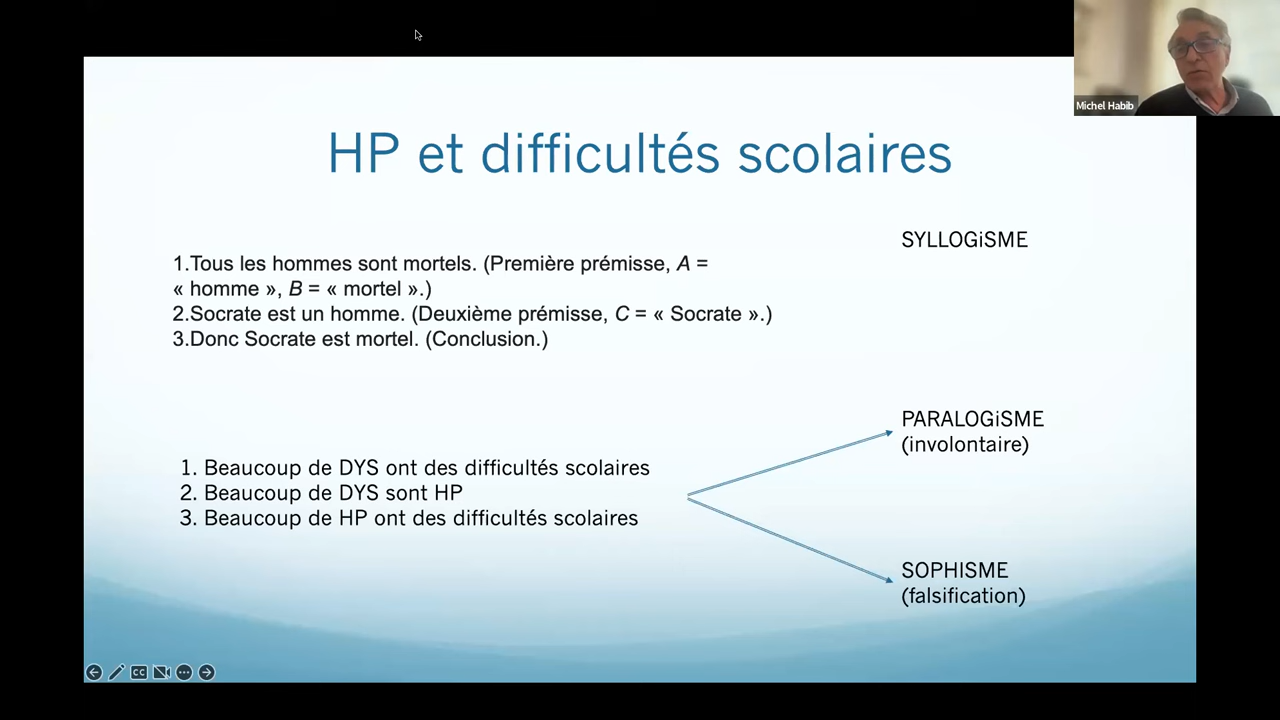 Michel Habib
HP et difficultés scolaires
SYLLOGiSME
1.Tous les hommes sont mortels. (Première prémisse, A =
« homme », B = « mortel ».)
2.Socrate est un homme. (Deuxième prémisse, C = « Socrate ».)
3.Donc Socrate est mortel. (Conclusion.)
PARALOGiSME
(involontaire)
1. Beaucoup de DYS ont des difficultés scolaires
2. Beaucoup de DYS sont HP
3. Beaucoup de HP ont des difficultés scolaires
SOPHISME
(falsification)
CC